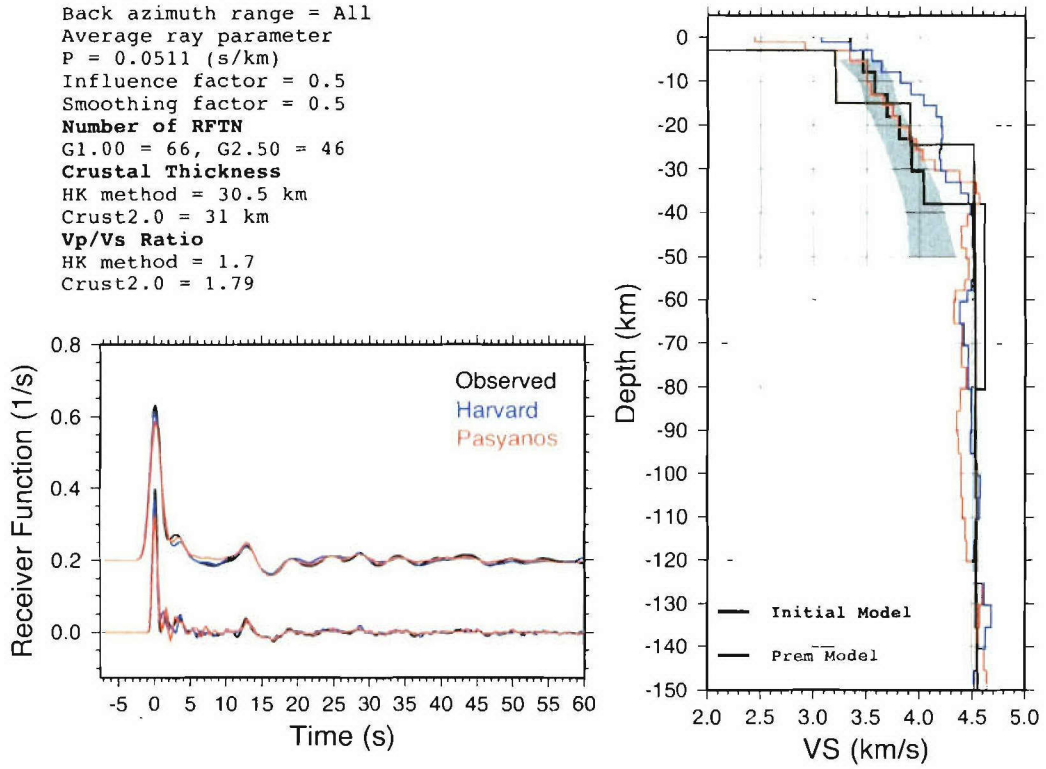 Back azimuth range = All
Average ray parameter
P = 0.0511 (s/km)
Influence factor = 0.5
Smoothing factor = 0.5
Number of RFTN
G1.00 = 66, G2.50 = 46
Crustal Thickness
HK method = 30.5 km
Crust2.0 = 31 km
Vp/Vs Ratio
HK method = 1.7
Crust2.0 = 1.79
Receiver Function (1/s)
0.8
0.6
0.4
0.2
0.0
Observed
Harvard
Pasyanos
-5 0 5 10 15 20 25 30 35 40 45 50 55 60
Time (s)
Depth (km)
0
-10
-20
-30
-40
-50
-60
-70
-80
-90
-100
-110
-120
-130
-140
-150
Initial Model
Prem Model
2.0 2.5 3.0 3.5 4.0 4.5 5.0
VS (km/s)